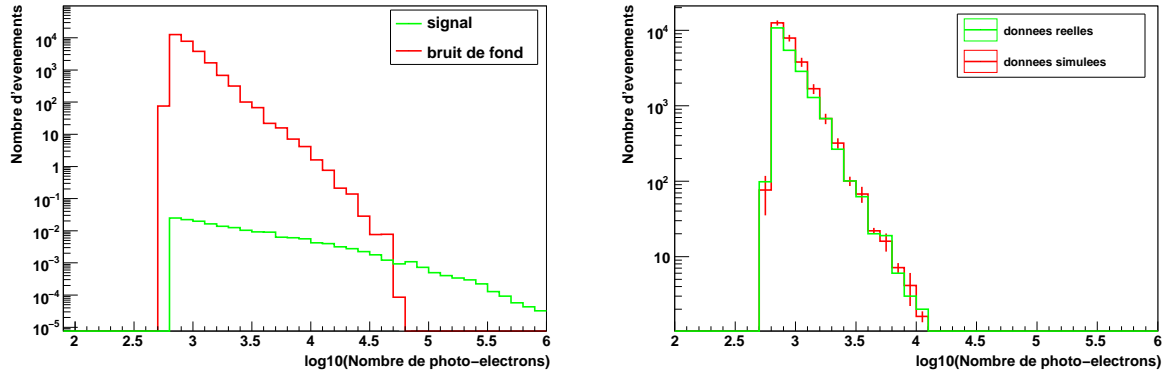 Nombre d'evenements
10⁴
10³
10²
10
1
10⁻¹
10⁻²
10⁻³
10⁻⁴
10⁻⁵
2 2.5 3 3.5 4 4.5 5 5.5 6
log10(Nombre de photo−electrons)
signal
bruit de fond
Nombre d'evenements
10⁴
10³
10²
10
2 2.5 3 3.5 4 4.5 5 5.5 6
log10(Nombre de photo−electrons)
donnees reelles
donnees simulees